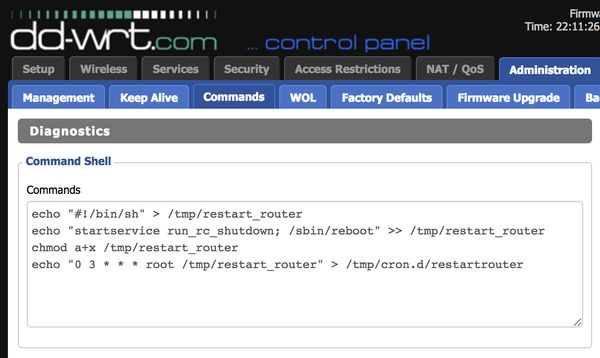 Firmwa
dd-wrt.com ... control panel
Time: 22:11:26
Setup Wireless Services Security Access Restrictions NAT / QoS Administration
Management Keep Alive Commands WOL Factory Defaults Firmware Upgrade Ba
Diagnostics
Command Shell
Commands
echo "#!/bin/sh" > /tmp/restart_router
echo "startservice run_rc_shutdown; /sbin/reboot" >> /tmp/restart_router
chmod a+x /tmp/restart_router
echo "0 3 * * * root /tmp/restart_router" > /tmp/cron.d/restartrouter